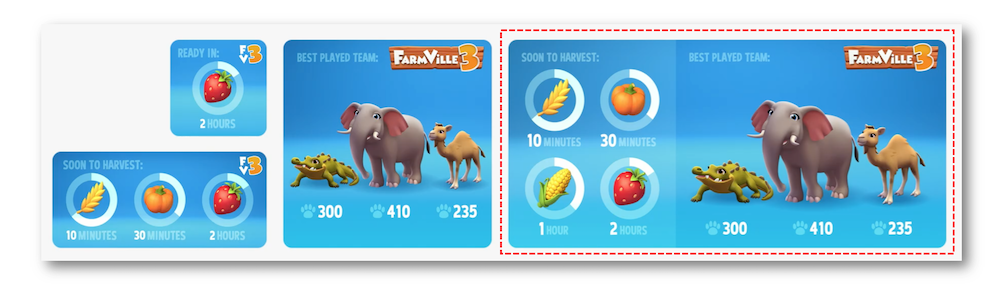 READY IN:
FV3
2 HOURS
SOON TO HARVEST:
FV3
10 MINUTES
30 MINUTES
2 HOURS
BEST PLAYED TEAM:
FARMVILLE 3
300
410
235
SOON TO HARVEST:
10 MINUTES
30 MINUTES
1 HOUR
2 HOURS
BEST PLAYED TEAM:
FARMVILLE 3
300
410
235